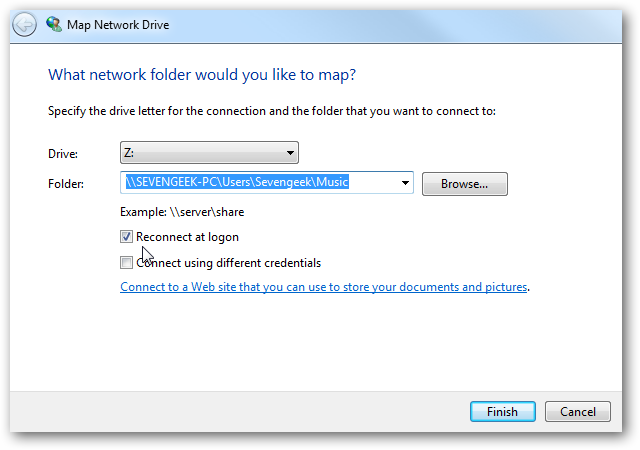 Map Network Drive
What network folder would you like to map?
Specify the drive letter for the connection and the folder that you want to connect to:
Drive: Z:
Folder: \\SEVENGEEK-PC\Users\Sevengeek\Music Browse...
Example: \\server\share
Reconnect at logon
Connect using different credentials
Connect to a Web site that you can use to store your documents and pictures.
Finish Cancel